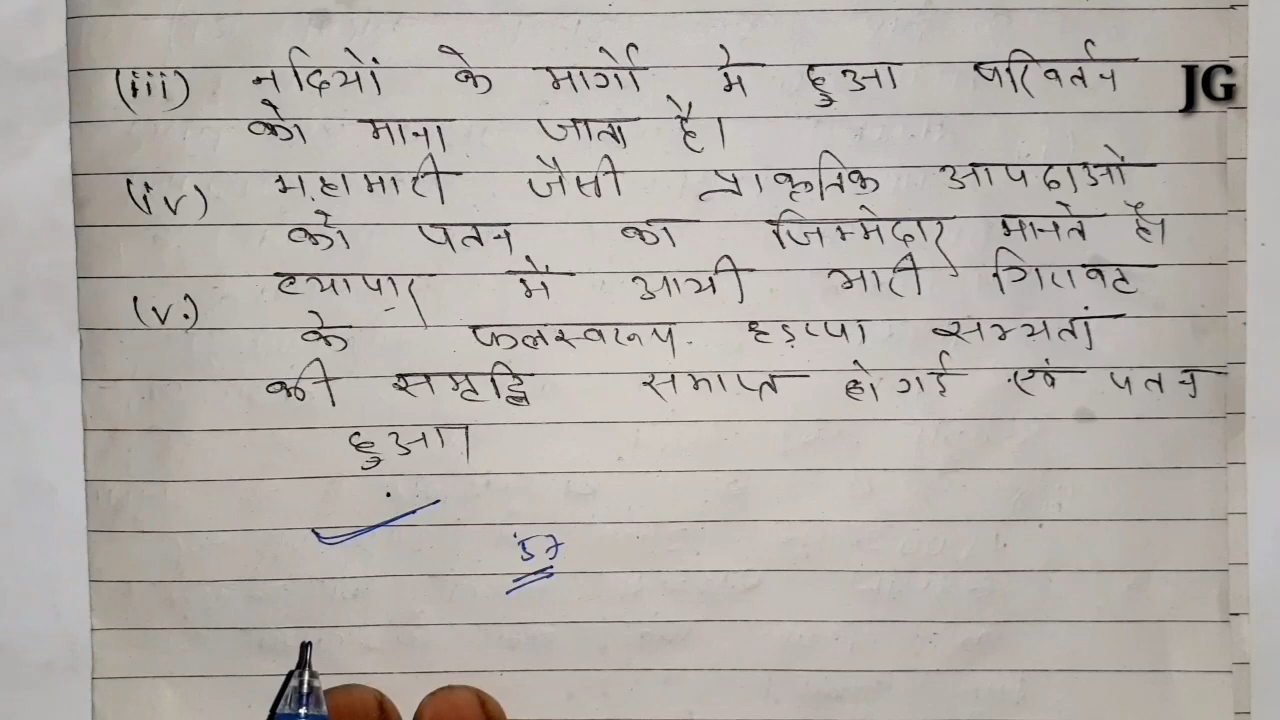 (iii) नदियों के मार्गो मे हुआ परिवर्तन JG
को माना जाता है।
(iv) महामारी जैसी प्राकृतिक आपदाओ
को पतन का जिम्मेदार मानते है।
(v.) व्यापार मे आयी भारी गिरावट
के फलस्वरूप हड़प्पा सभ्यता
की समृद्धि समाप्त हो गई एवं पतन
हुआ।
57